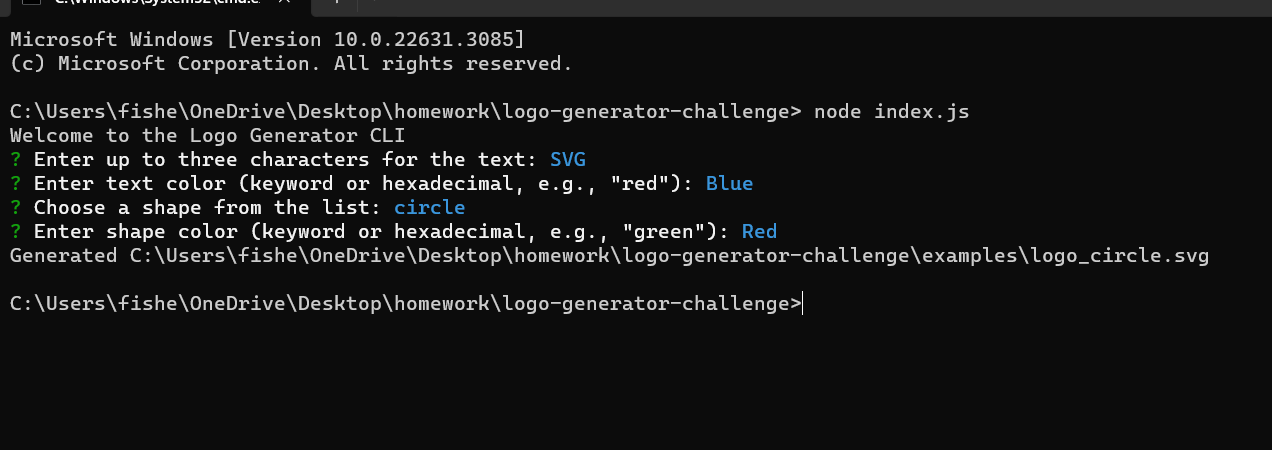 Microsoft Windows [Version 10.0.22631.3085]
(c) Microsoft Corporation. All rights reserved.
C:\Users\fishe\OneDrive\Desktop\homework\logo-generator-challenge> node index.js
Welcome to the Logo Generator CLI
? Enter up to three characters for the text: SVG
? Enter text color (keyword or hexadecimal, e.g., "red"): Blue
? Choose a shape from the list: circle
? Enter shape color (keyword or hexadecimal, e.g., "green"): Red
Generated C:\Users\fishe\OneDrive\Desktop\homework\logo-generator-challenge\examples\logo_circle.svg
C:\Users\fishe\OneDrive\Desktop\homework\logo-generator-challenge>